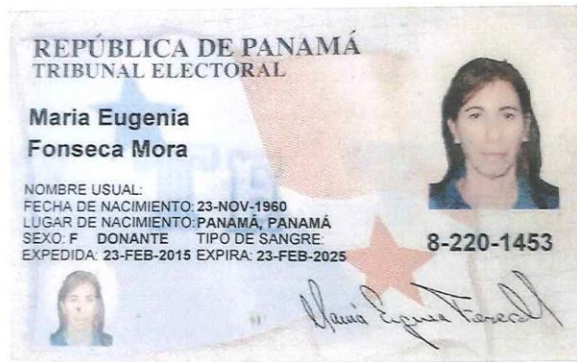 REPÚBLICA DE PANAMÁ
TRIBUNAL ELECTORAL
Maria Eugenia
Fonseca Mora
NOMBRE USUAL:
FECHA DE NACIMIENTO: 23-NOV-1960
LUGAR DE NACIMIENTO: PANAMÁ, PANAMÁ
SEXO: F DONANTE TIPO DE SANGRE:
EXPEDIDA: 23-FEB-2015 EXPIRA: 23-FEB-2025
8-220-1453